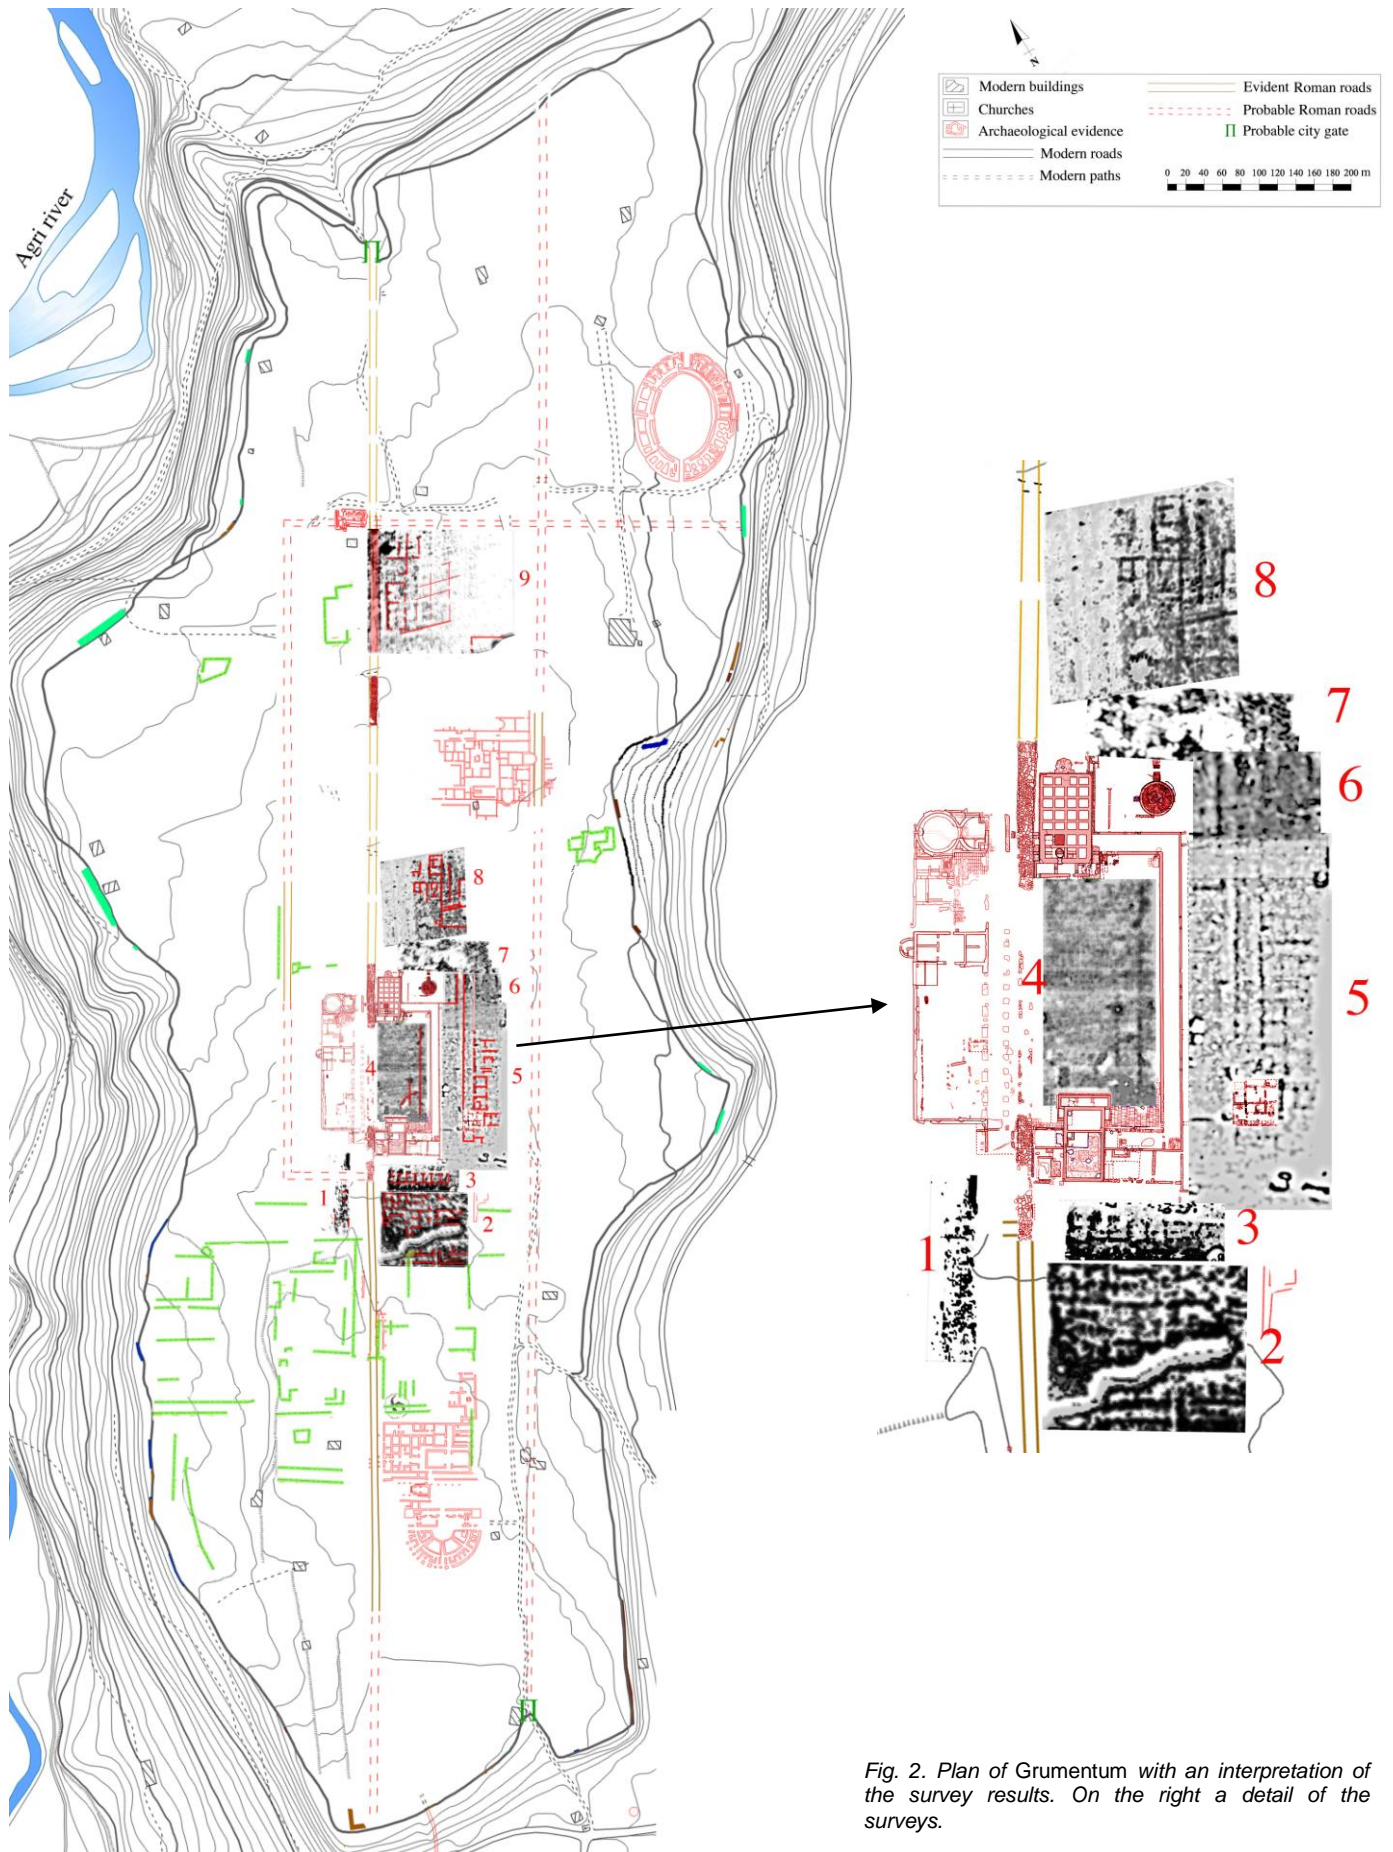 N
Modern buildings
Churches
Archaeological evidence
Modern roads
Modern paths
Evident Roman roads
Probable Roman roads
Π Probable city gate
0 20 40 60 80 100 120 140 160 180 200 m
Agri river
9
8
7
6
4
5
3
1
2
8
7
6
4
5
3
1
2
Fig. 2. Plan of Grumentum with an interpretation of
the survey results. On the right a detail of the
surveys.